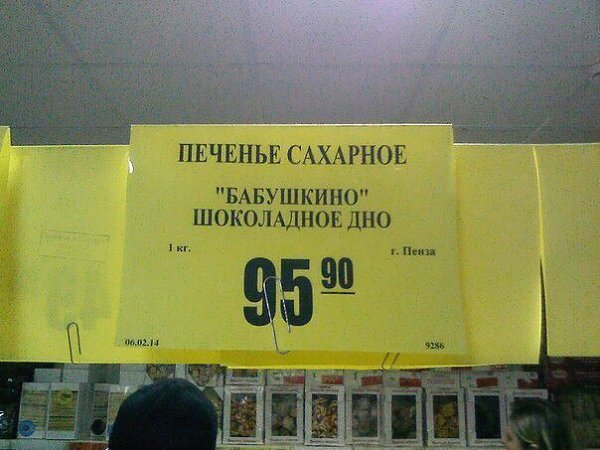 ПЕЧЕНЬЕ САХАРНОЕ
"БАБУШКИНО"
ШОКОЛАДНОЕ ДНО
1 кг.
г. Пенза
95 90
06.02.14
9286